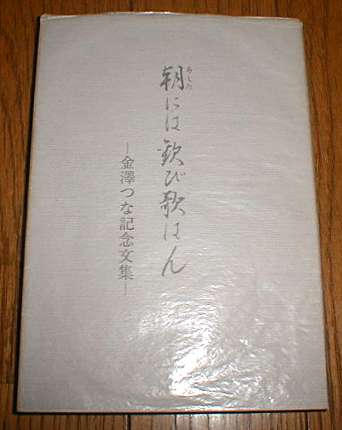 朝には歓び歌はん
あした
―金澤つな記念文集―